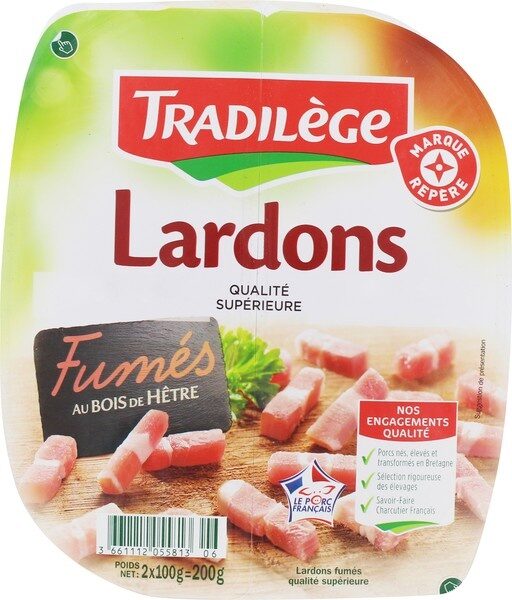 TRADILÈGE
MARQUE
REPÈRE
Lardons
QUALITÉ
SUPÉRIEURE
Fumés
AU BOIS DE HÊTRE
Suggestion de présentation
NOS
ENGAGEMENTS
QUALITÉ
Porcs nés, élevés et
transformés en Bretagne
Sélection rigoureuse
des élevages
Savoir-Faire
Charcutier Français
LE PORC
FRANÇAIS
3 661112 055813 06
POIDS
NET: 2x100g=200g
Lardons fumés
qualité supérieure